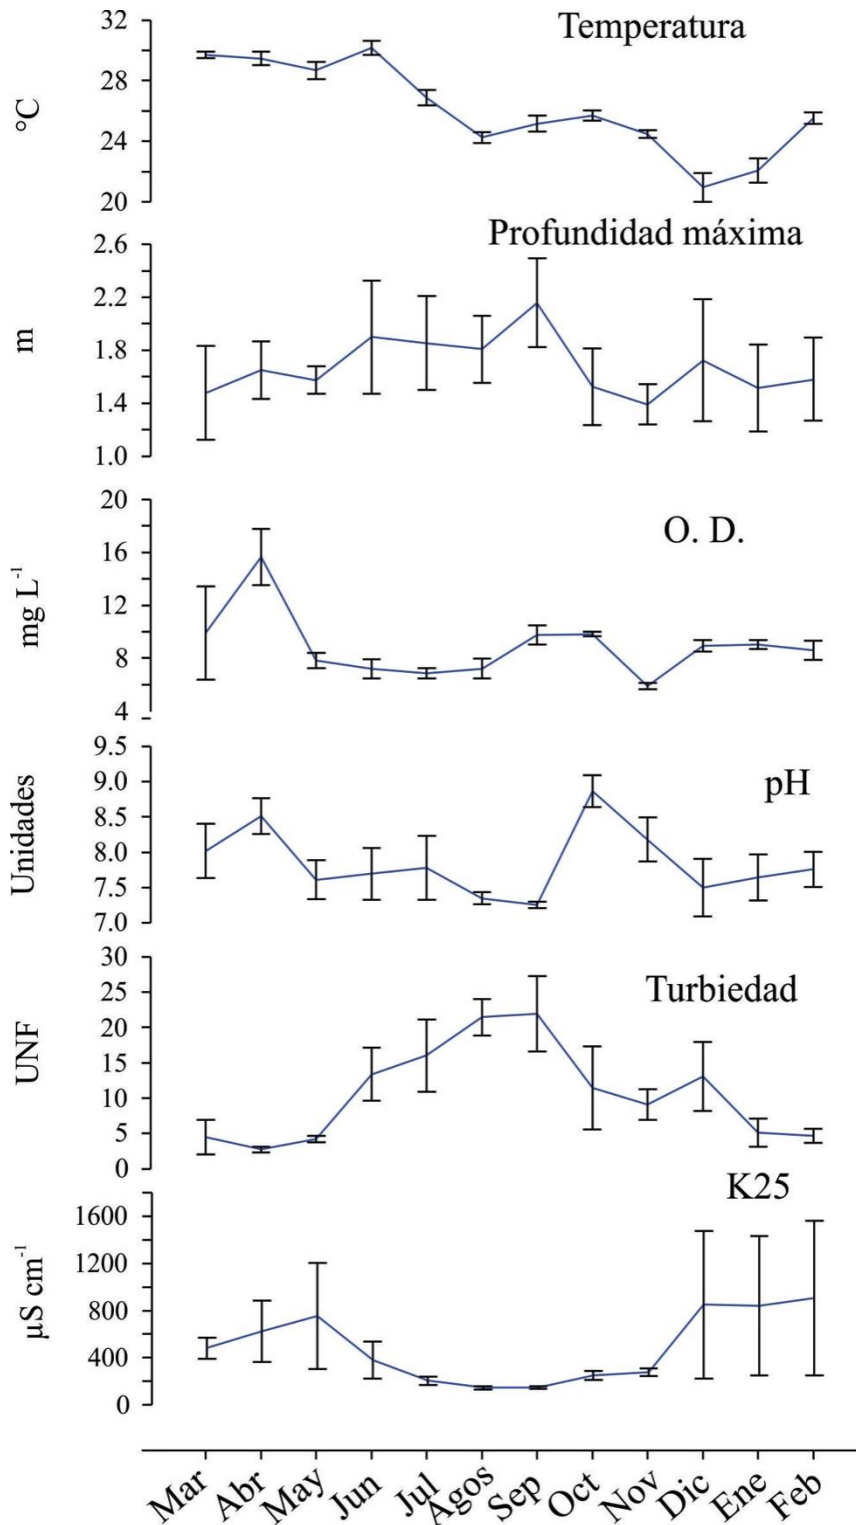 Temperatura
°C
32
28
24
20
Profundidad máxima
m
2.6
2.2
1.8
1.4
1.0
O. D.
mg L⁻¹
20
16
12
8
4
pH
Unidades
9.5
9.0
8.5
8.0
7.5
7.0
Turbiedad
UNF
30
25
20
15
10
5
0
K25
µS cm⁻¹
1600
1200
800
400
0
Mar Abr May Jun Jul Agos Sep Oct Nov Dic Ene Feb